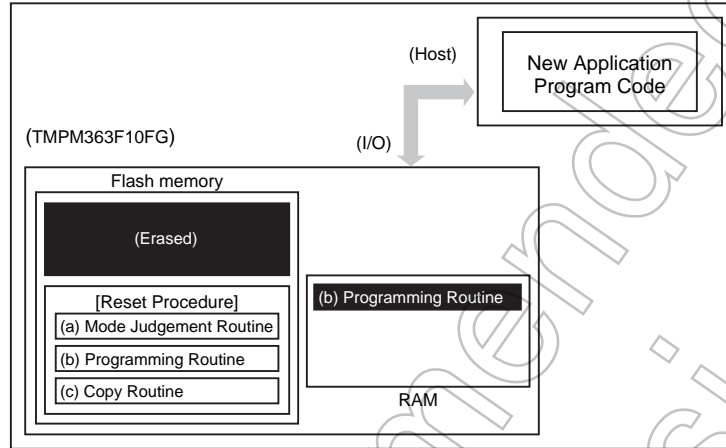 (Host)
New Application
Program Code
(TMPM363F10FG)
(I/O)
Flash memory
(Erased)
[Reset Procedure]
(a) Mode Judgement Routine
(b) Programming Routine
(c) Copy Routine
(b) Programming Routine
RAM